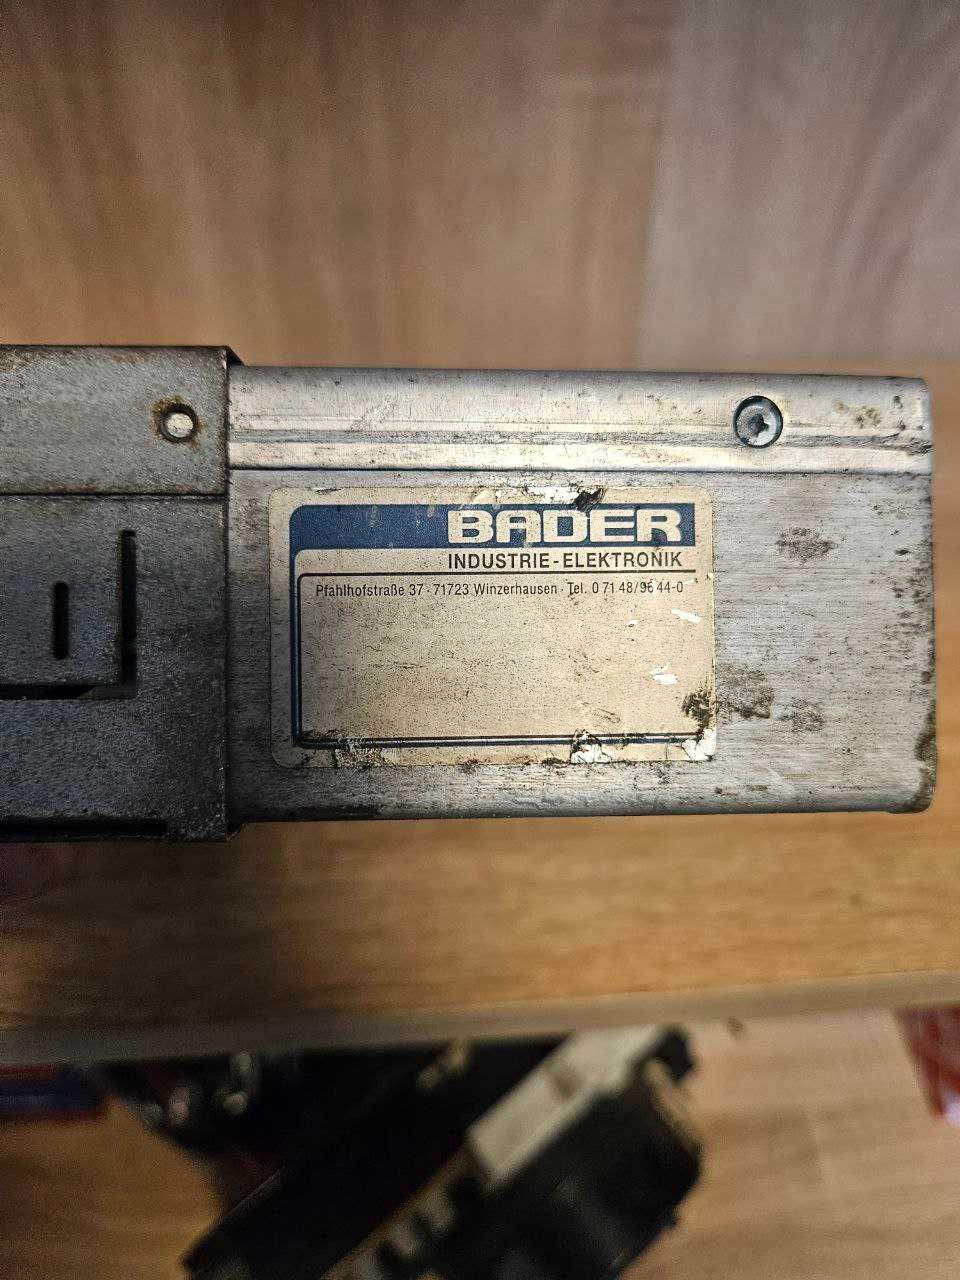 BADER
INDUSTRIE-ELEKTRONIK
Pfahlhofstraße 37 · 71723 Winzerhausen · Tel. 0 71 48/96 44-0